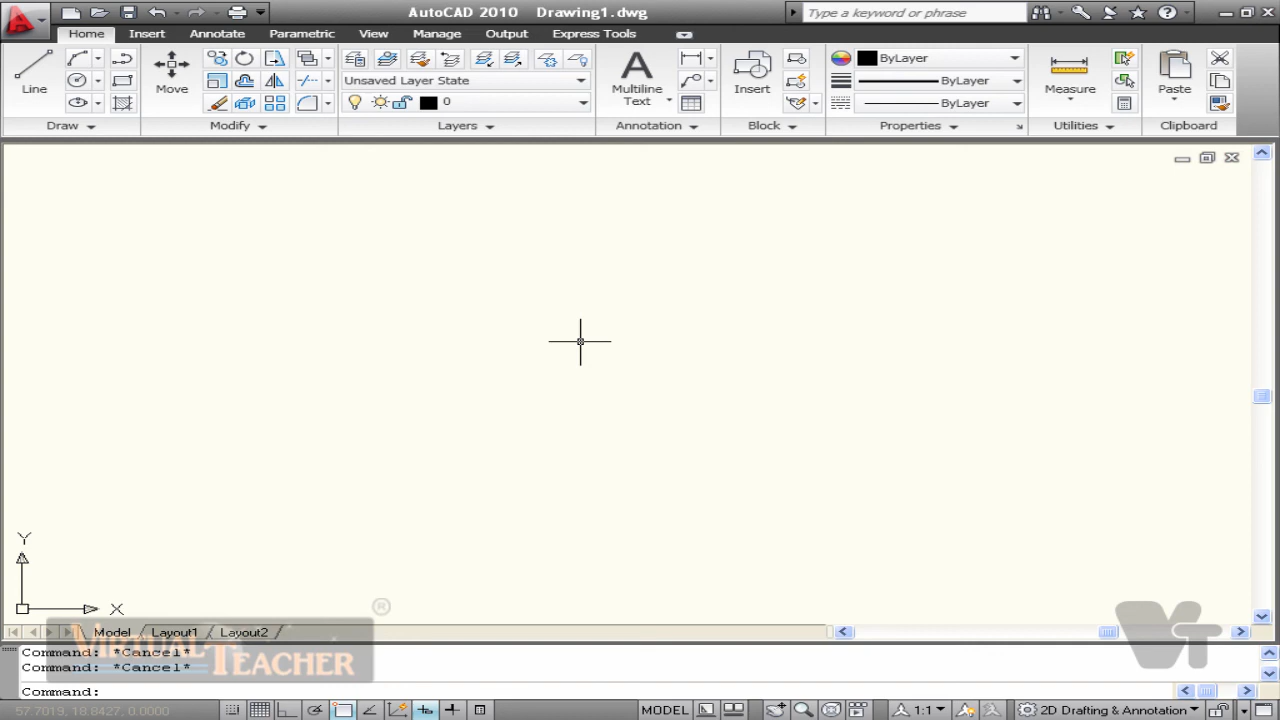 AutoCAD 2010 Drawing1.dwg
Type a keyword or phrase
Home Insert Annotate Parametric View Manage Output Express Tools
Line
Move
Unsaved Layer State
0
Multiline
Text
Insert
ByLayer
ByLayer
ByLayer
Measure
Paste
Draw Modify Layers Annotation Block Properties Utilities Clipboard
Y
X
®
Model Layout1 Layout2
VIRTUAL
TEACHER
VT
Command: *Cancel*
Command: *Cancel*
Command:
57.7019, 18.8427, 0.0000
MODEL
1:1
2D Drafting & Annotation